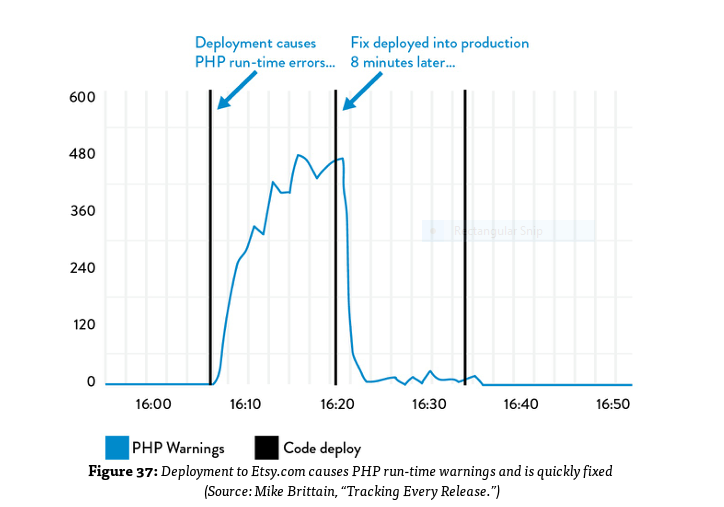 Deployment causes
PHP run-time errors...
Fix deployed into production
8 minutes later...
600
480
360
240
120
0
Rectangular Snip
16:00 16:10 16:20 16:30 16:40 16:50
PHP Warnings Code deploy
Figure 37: Deployment to Etsy.com causes PHP run-time warnings and is quickly fixed
(Source: Mike Brittain, “Tracking Every Release.”)